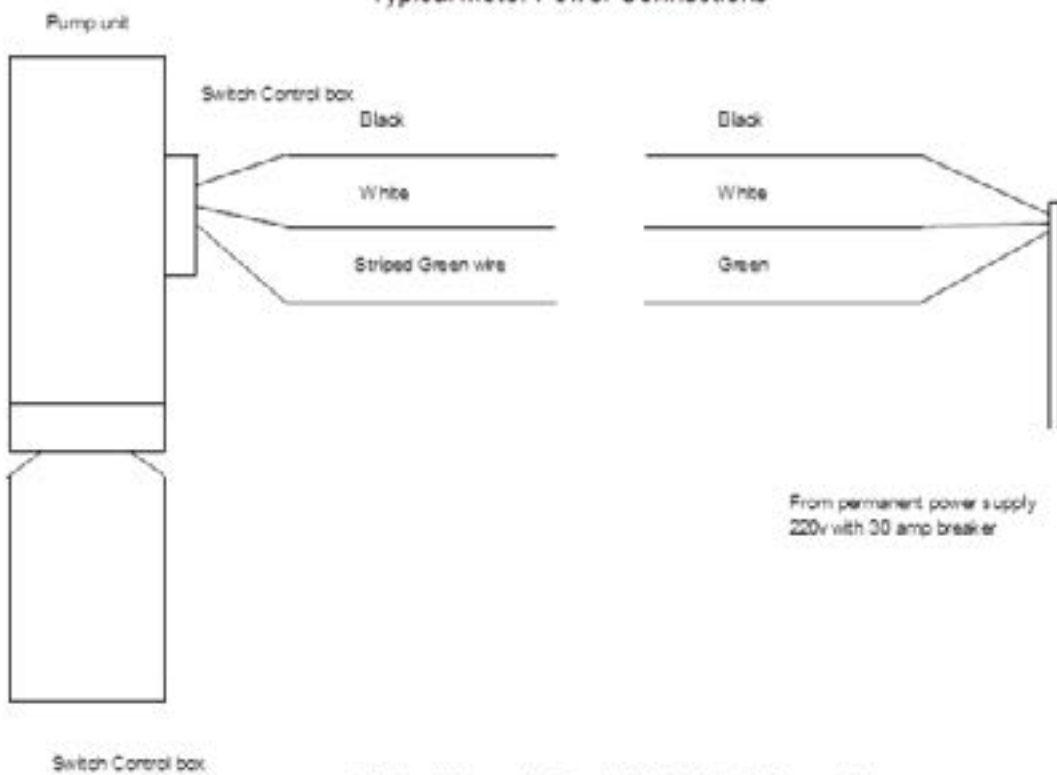 Typical Motor Power Connections
Pump unit
Switch Control box
Black
Black
White
White
Striped Green wire
Green
From permanent power supply
220v with 30 amp breaker
Switch Control box